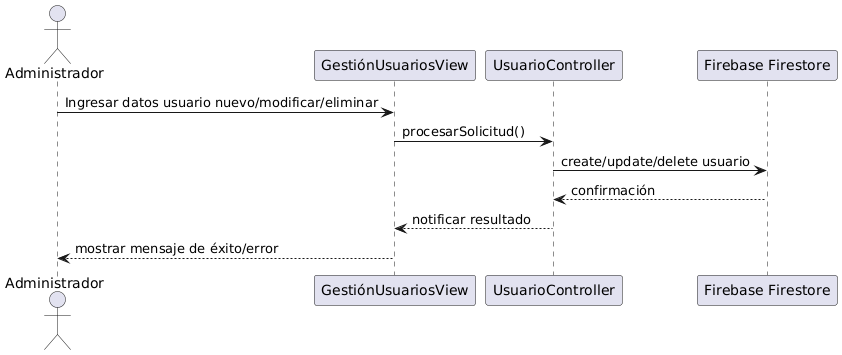 Administrador
GestiónUsuariosView
UsuarioController
Firebase Firestore
Ingresar datos usuario nuevo/modificar/eliminar
procesarSolicitud()
create/update/delete usuario
confirmación
notificar resultado
mostrar mensaje de éxito/error
Administrador
GestiónUsuariosView
UsuarioController
Firebase Firestore